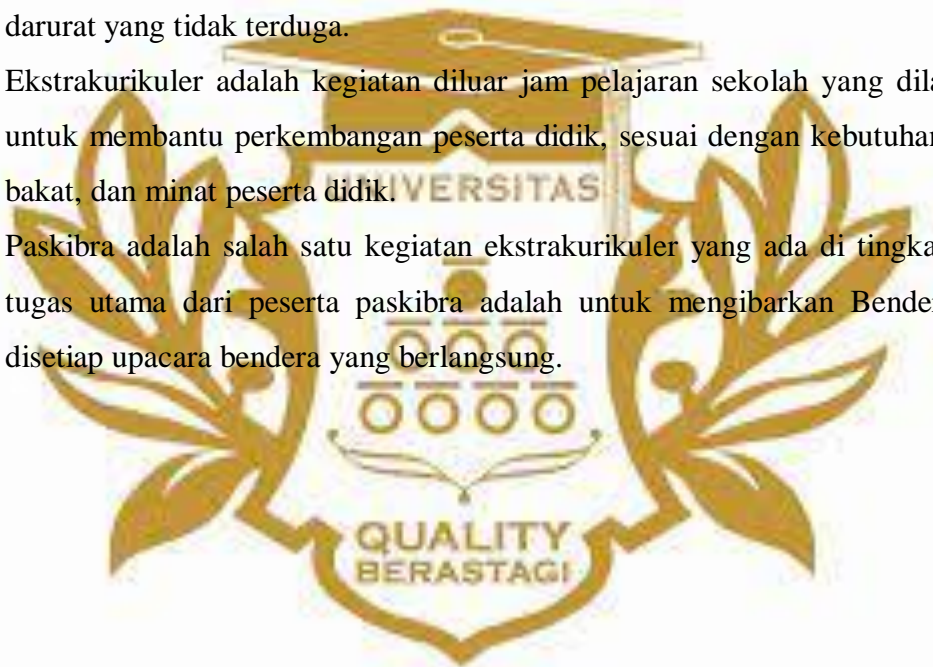 darurat yang tidak terduga.
Ekstrakurikuler adalah kegiatan diluar jam pelajaran sekolah yang dila
untuk membantu perkembangan peserta didik, sesuai dengan kebutuhan
bakat, dan minat peserta didik.
UNIVERSITAS
Paskibra adalah salah satu kegiatan ekstrakurikuler yang ada di tingka
tugas utama dari peserta paskibra adalah untuk mengibarkan Bende
disetiap upacara bendera yang berlangsung.
QUALITY
BERASTAGI